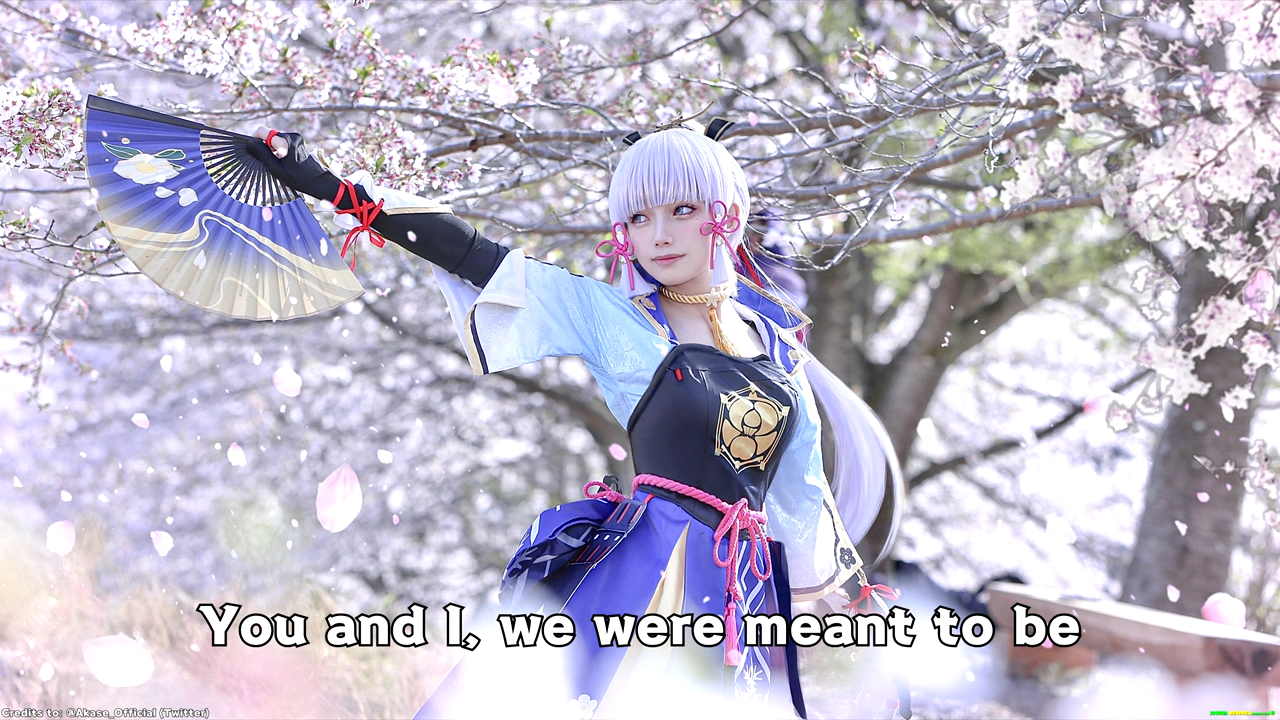 You and I, we were meant to be
Credits to: @Akase_Official (Twitter)